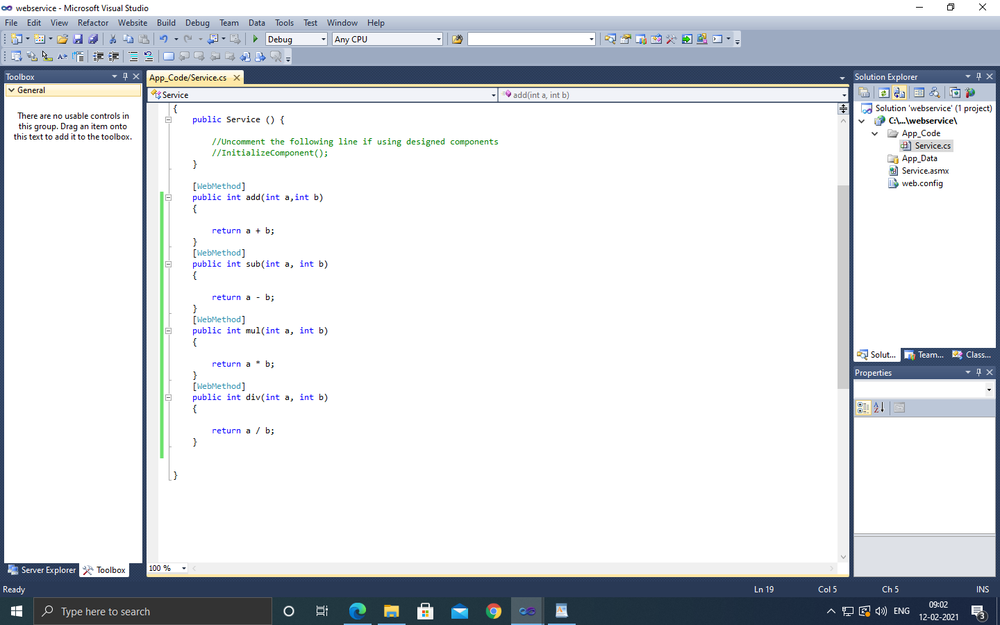 webservice - Microsoft Visual Studio
File Edit View Refactor Website Build Debug Team Data Tools Test Window Help
Debug Any CPU
Toolbox
General
There are no usable controls in
this group. Drag an item onto
this text to add it to the toolbox.
Server Explorer Toolbox
App_Code/Service.cs
Service add(int a, int b)
{
public Service () {
//Uncomment the following line if using designed components
//InitializeComponent();
}
[WebMethod]
public int add(int a,int b)
{
return a + b;
}
[WebMethod]
public int sub(int a, int b)
{
return a - b;
}
[WebMethod]
public int mul(int a, int b)
{
return a * b;
}
[WebMethod]
public int div(int a, int b)
{
return a / b;
}
}
100 %
Solution Explorer
Solution 'webservice' (1 project)
C:\...\webservice\
App_Code
Service.cs
App_Data
Service.asmx
web.config
Solut... Team... Class...
Properties
Ready Ln 19 Col 5 Ch 5 INS
Type here to search
ENG
09:02
12-02-2021
3